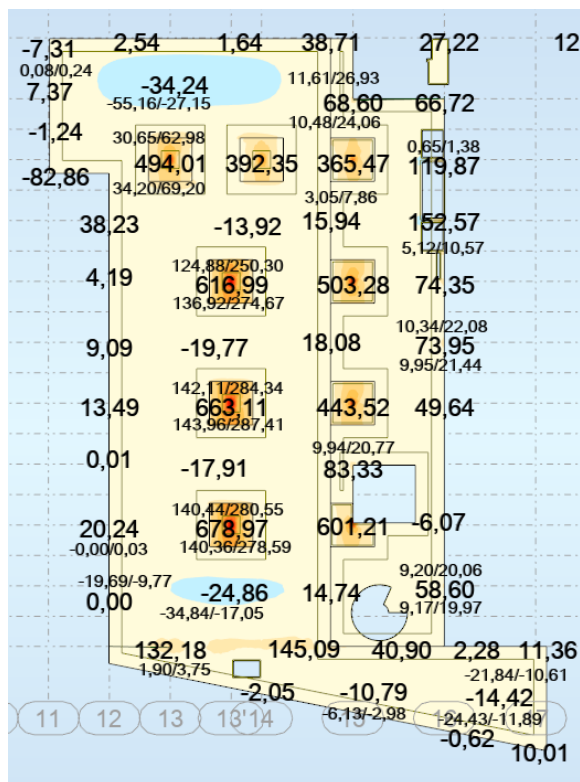 -7,31 2,54 1,64 38,71 27,22 12
0,08/0,24
7,37 -34,24 11,61/26,93
-55,16/-27,15 68,60 66,72
-1,24 30,65/62,98 10,48/24,06 0,65/1,38
494,01 392,35 365,47 119,87
-82,86 34,20/69,20 3,05/7,86
38,23 -13,92 15,94 152,57
5,12/10,57
124,88/250,30
4,19 616,99 503,28 74,35
136,92/274,67
10,34/22,08
9,09 -19,77 18,08 73,95
9,95/21,44
142,11/284,34
13,49 663,11 443,52 49,64
143,96/287,41
9,94/20,77
0,01 -17,91 83,33
140,44/280,55
20,24 678,97 601,21 -6,07
-0,00/0,03 140,36/278,59
9,20/20,06
-19,69/-9,77
0,00 -24,86 14,74 58,60
-34,84/-17,05 9,17/19,97
132,18 145,09 40,90 2,28 11,36
1,90/3,75 -21,84/-10,61
-2,05 -10,79 -14,42
-6,13/-2,98 -24,43/-11,89
11 12 13 13' 14
-0,62
10,01